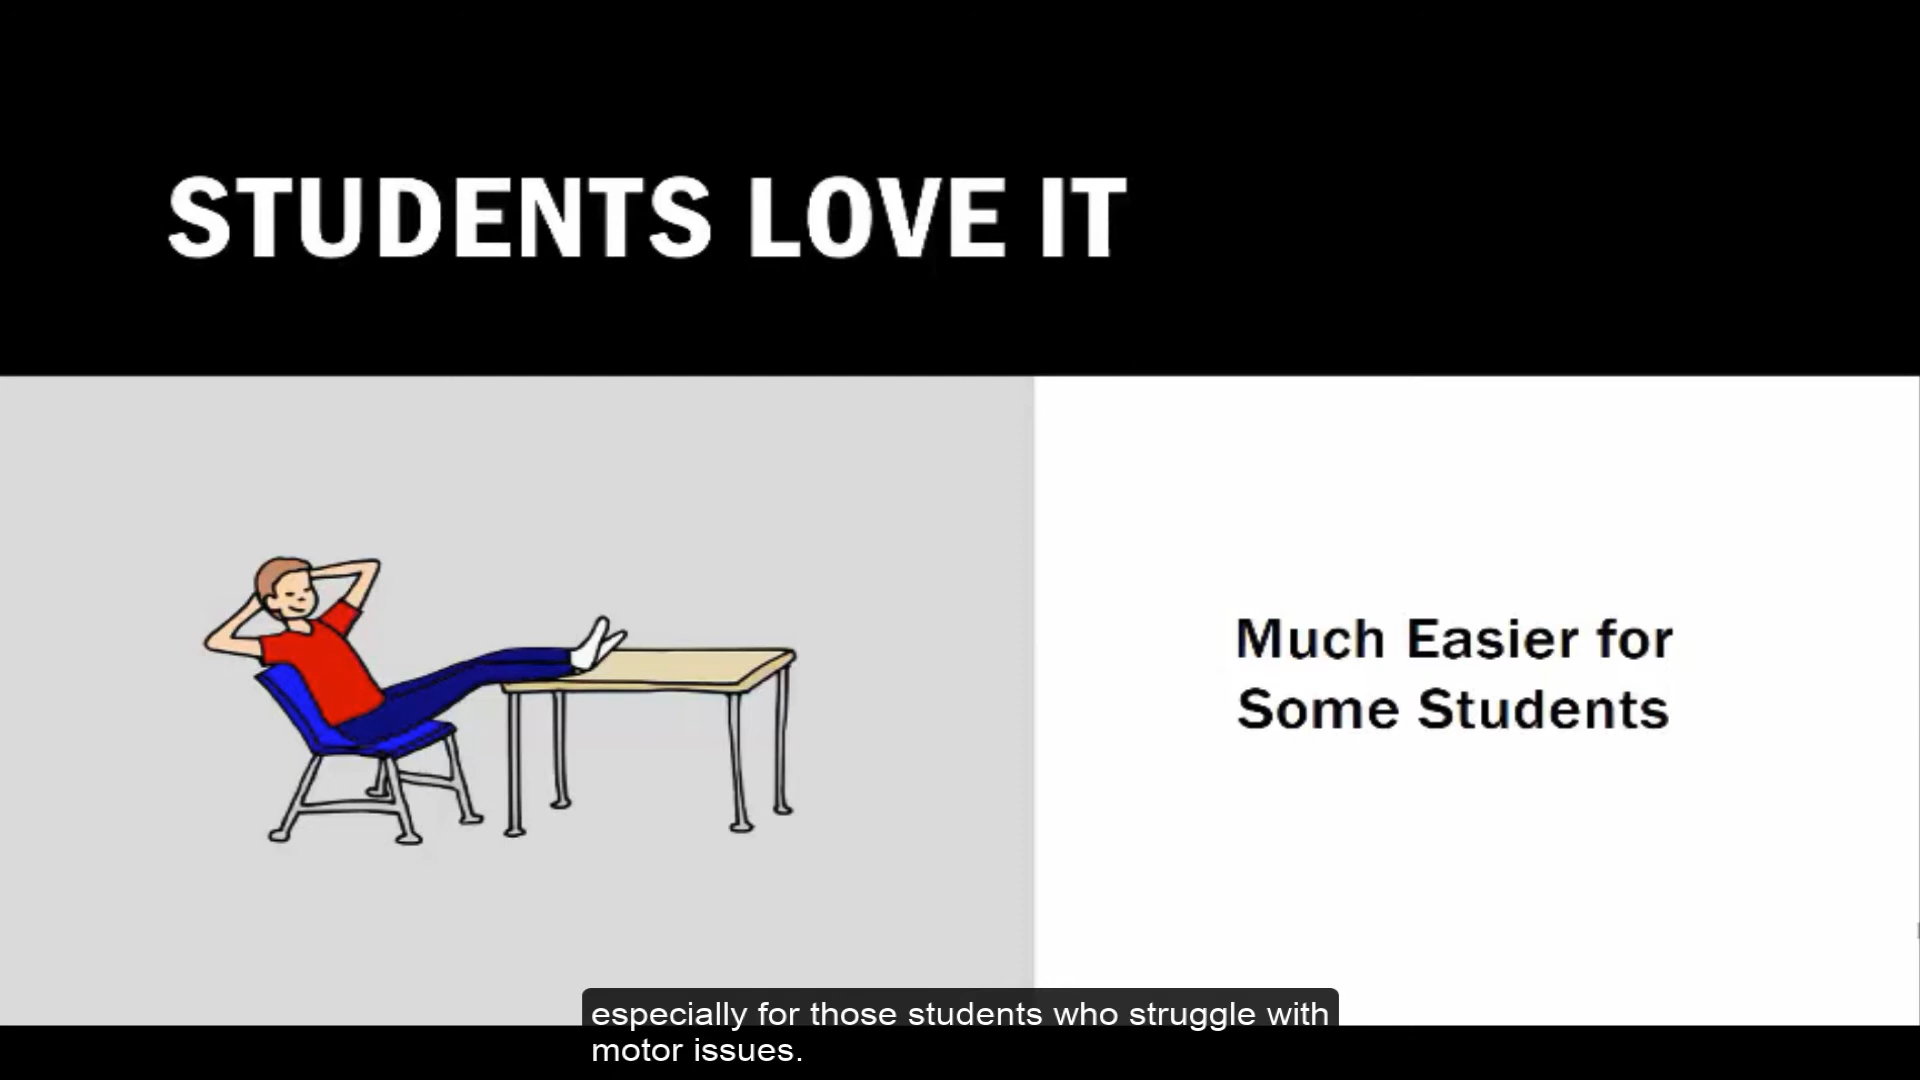 STUDENTS LOVE IT
Much Easier for
Some Students
especially for those students who struggle with
motor issues.